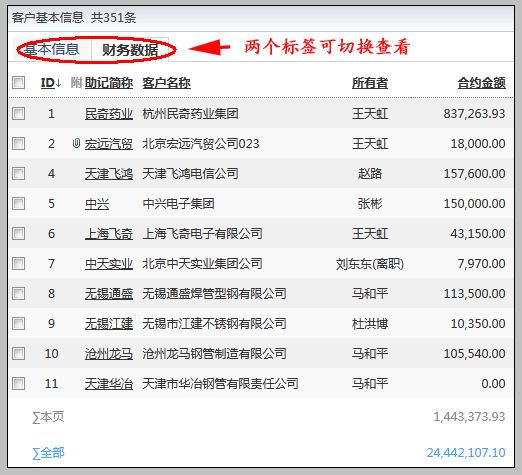 客户基本信息 共351条
基本信息 财务数据 两个标签可切换查看
ID↓ 附 助记简称 客户名称 所有者 合约金额
1 民奇药业 杭州民奇药业集团 王天虹 837,263.93
2 宏远汽贸 北京宏远汽贸公司023 王天虹 18,000.00
4 天津飞鸿 天津飞鸿电信公司 赵路 157,600.00
5 中兴 中兴电子集团 张彬 150,000.00
6 上海飞奇 上海飞奇电子有限公司 王天虹 43,150.00
7 中天实业 北京中天实业集团公司 刘东东(离职) 7,970.00
8 无锡通盛 无锡通盛焊管型钢有限公司 马和平 113,500.00
9 无锡江建 无锡市江建不锈钢有限公司 杜洪博 10,350.00
10 沧州龙马 沧州龙马钢管制造有限公司 马和平 105,540.00
11 天津华冶 天津市华冶钢管有限责任公司 马和平 0.00
∑本页 1,443,373.93
∑全部 24,442,107.10